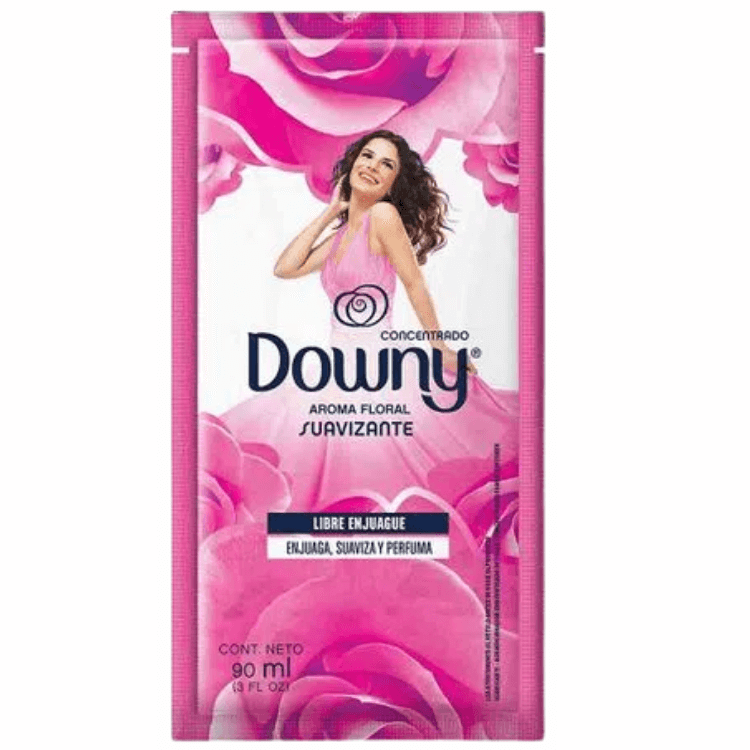 CONCENTRADO
Downy®
AROMA FLORAL
SUAVIZANTE
LIBRE ENJUAGUE
ENJUAGA, SUAVIZA Y PERFUMA
CONT. NETO
90 ml
(3 FL OZ)